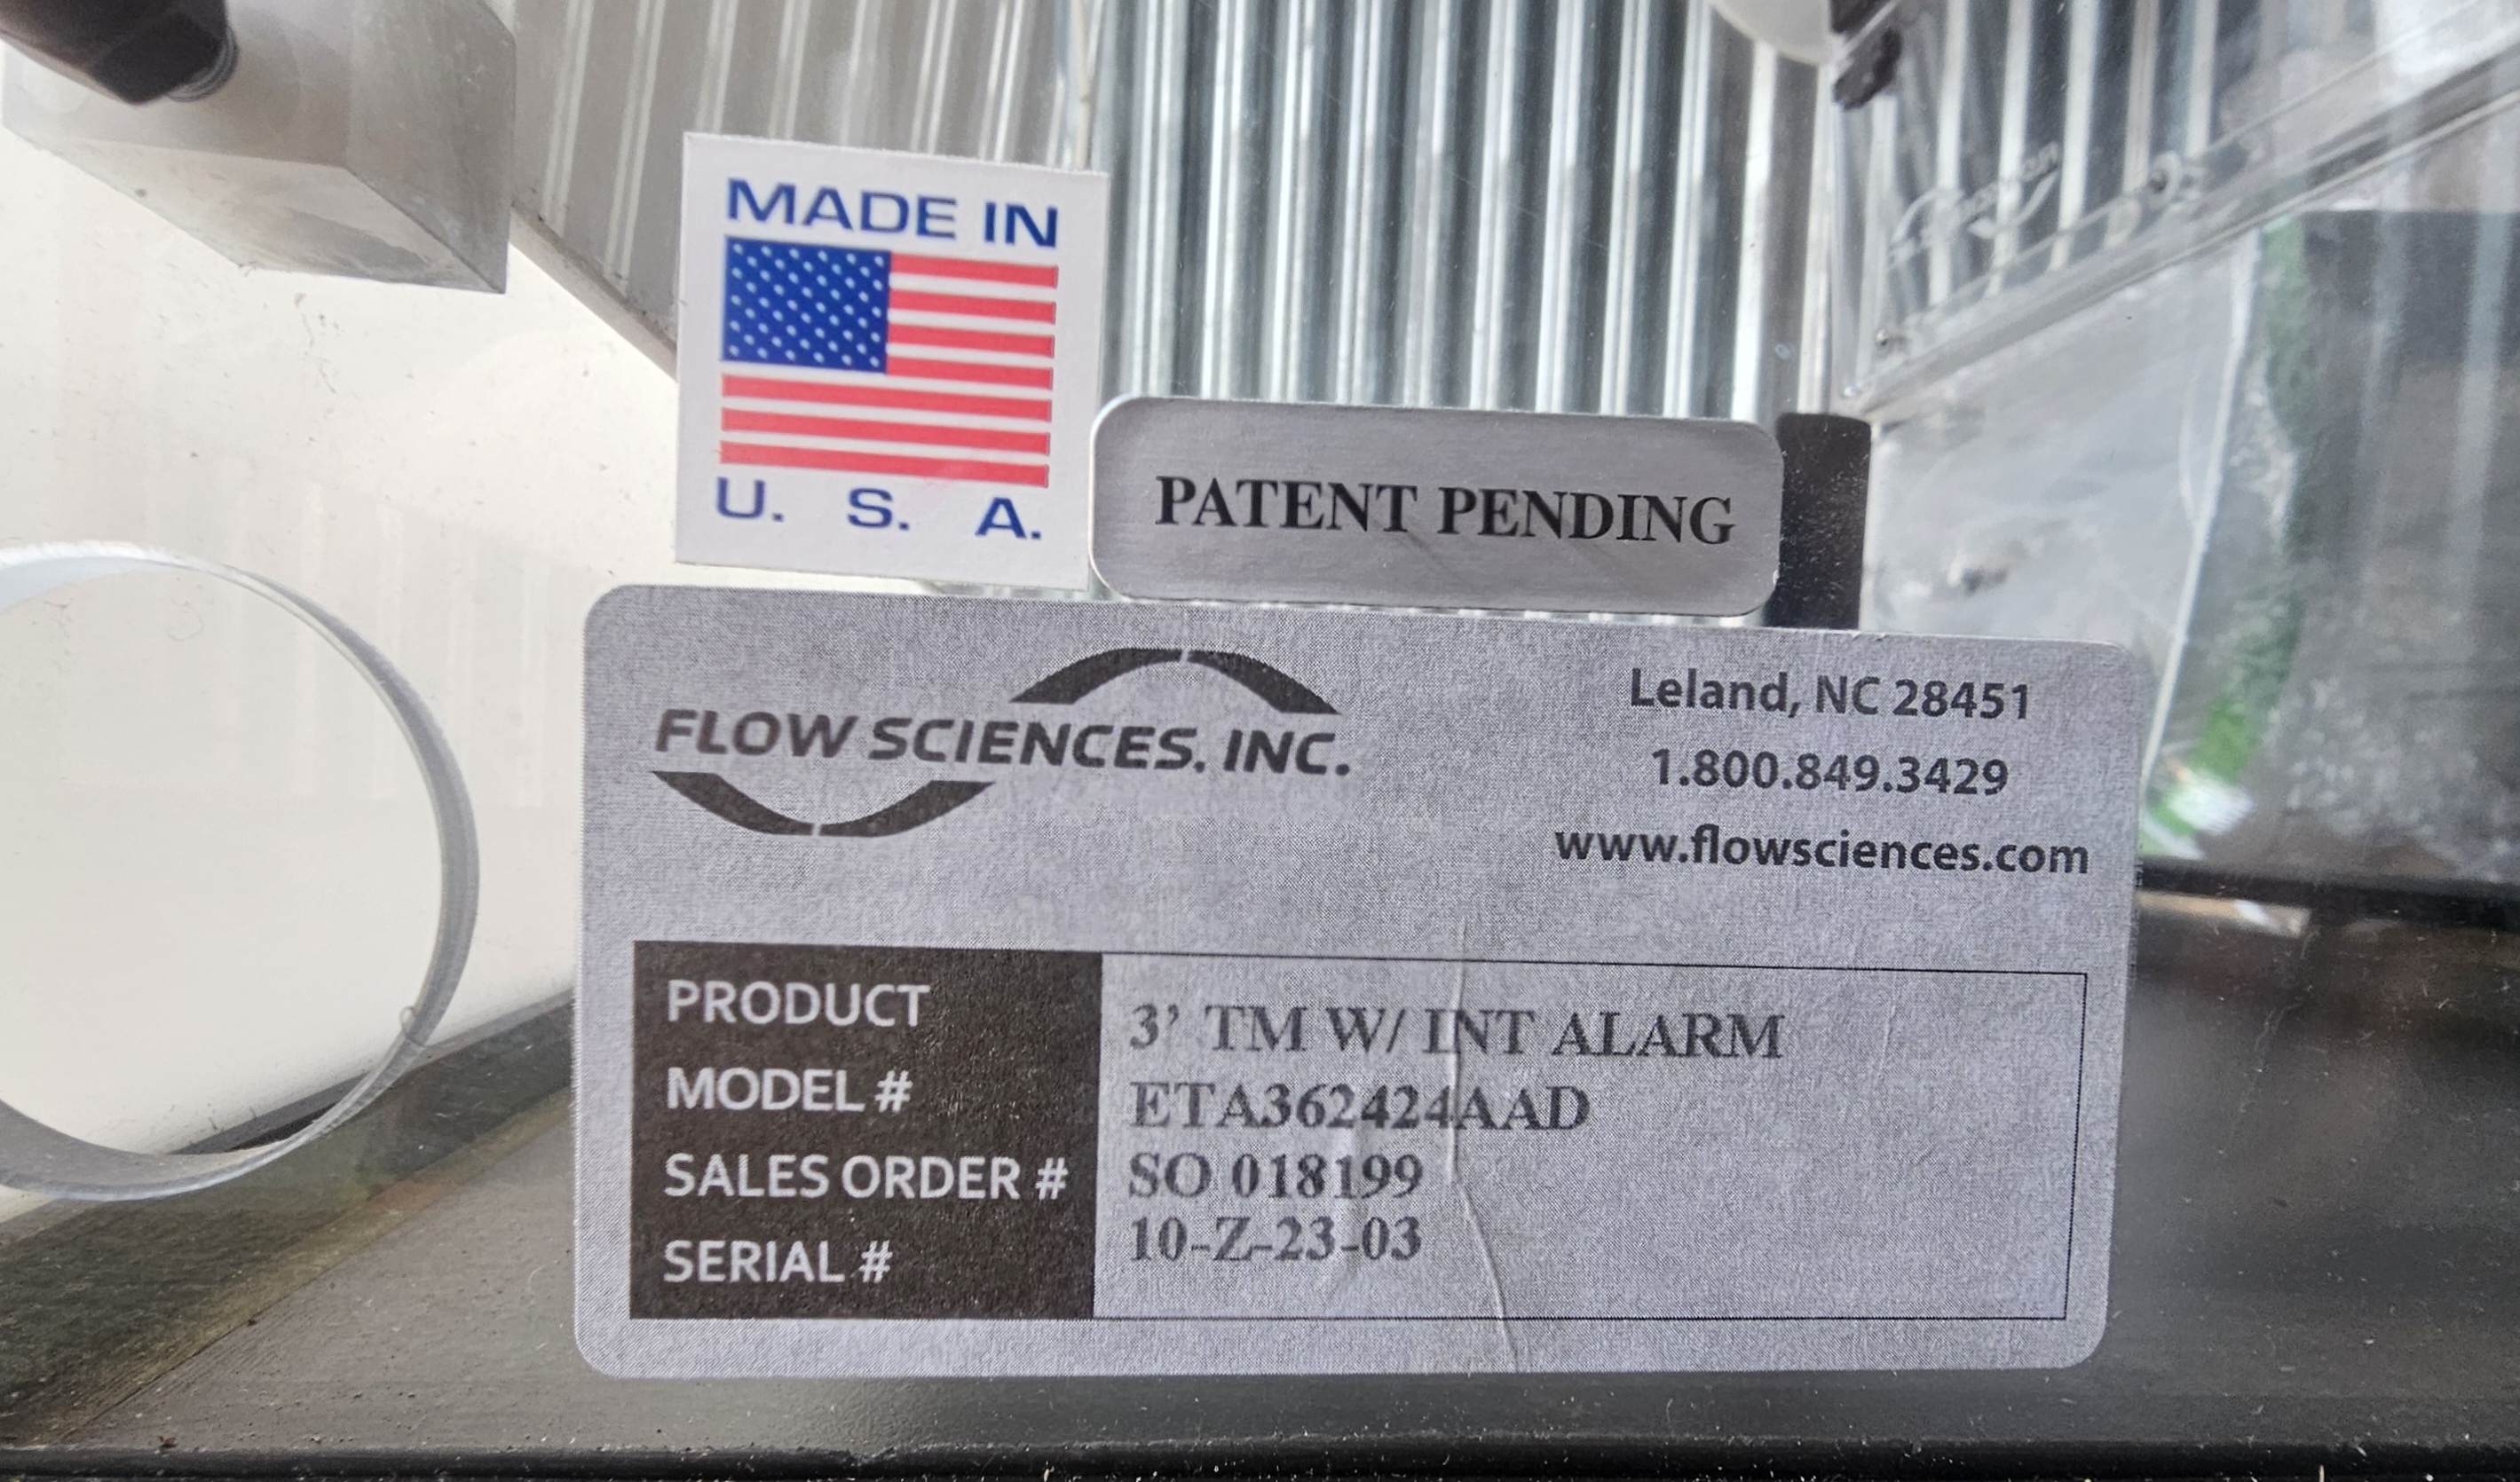 MADE IN
U. S. A.
PATENT PENDING
FLOW SCIENCES, INC.
Leland, NC 28451
1.800.849.3429
www.flowsciences.com
PRODUCT 3’ TM W/ INT ALARM
MODEL # ETA362424AAD
SALES ORDER # SO 018199
SERIAL # 10-Z-23-03